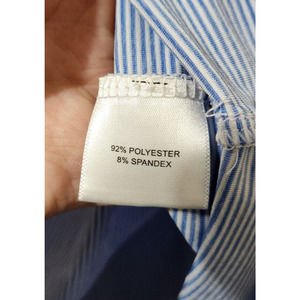 92% POLYESTER
8% SPANDEX